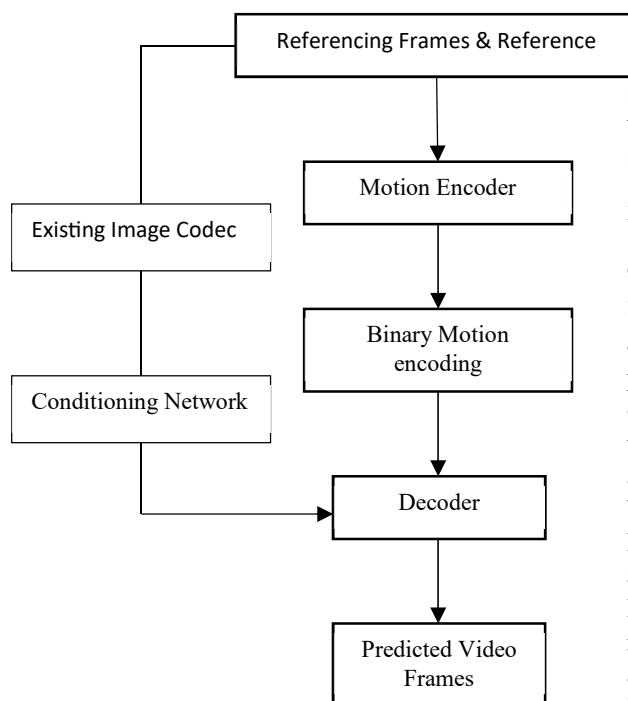 Referencing Frames & Reference
Motion Encoder
Existing Image Codec
Binary Motion
encoding
Conditioning Network
Decoder
Predicted Video
Frames